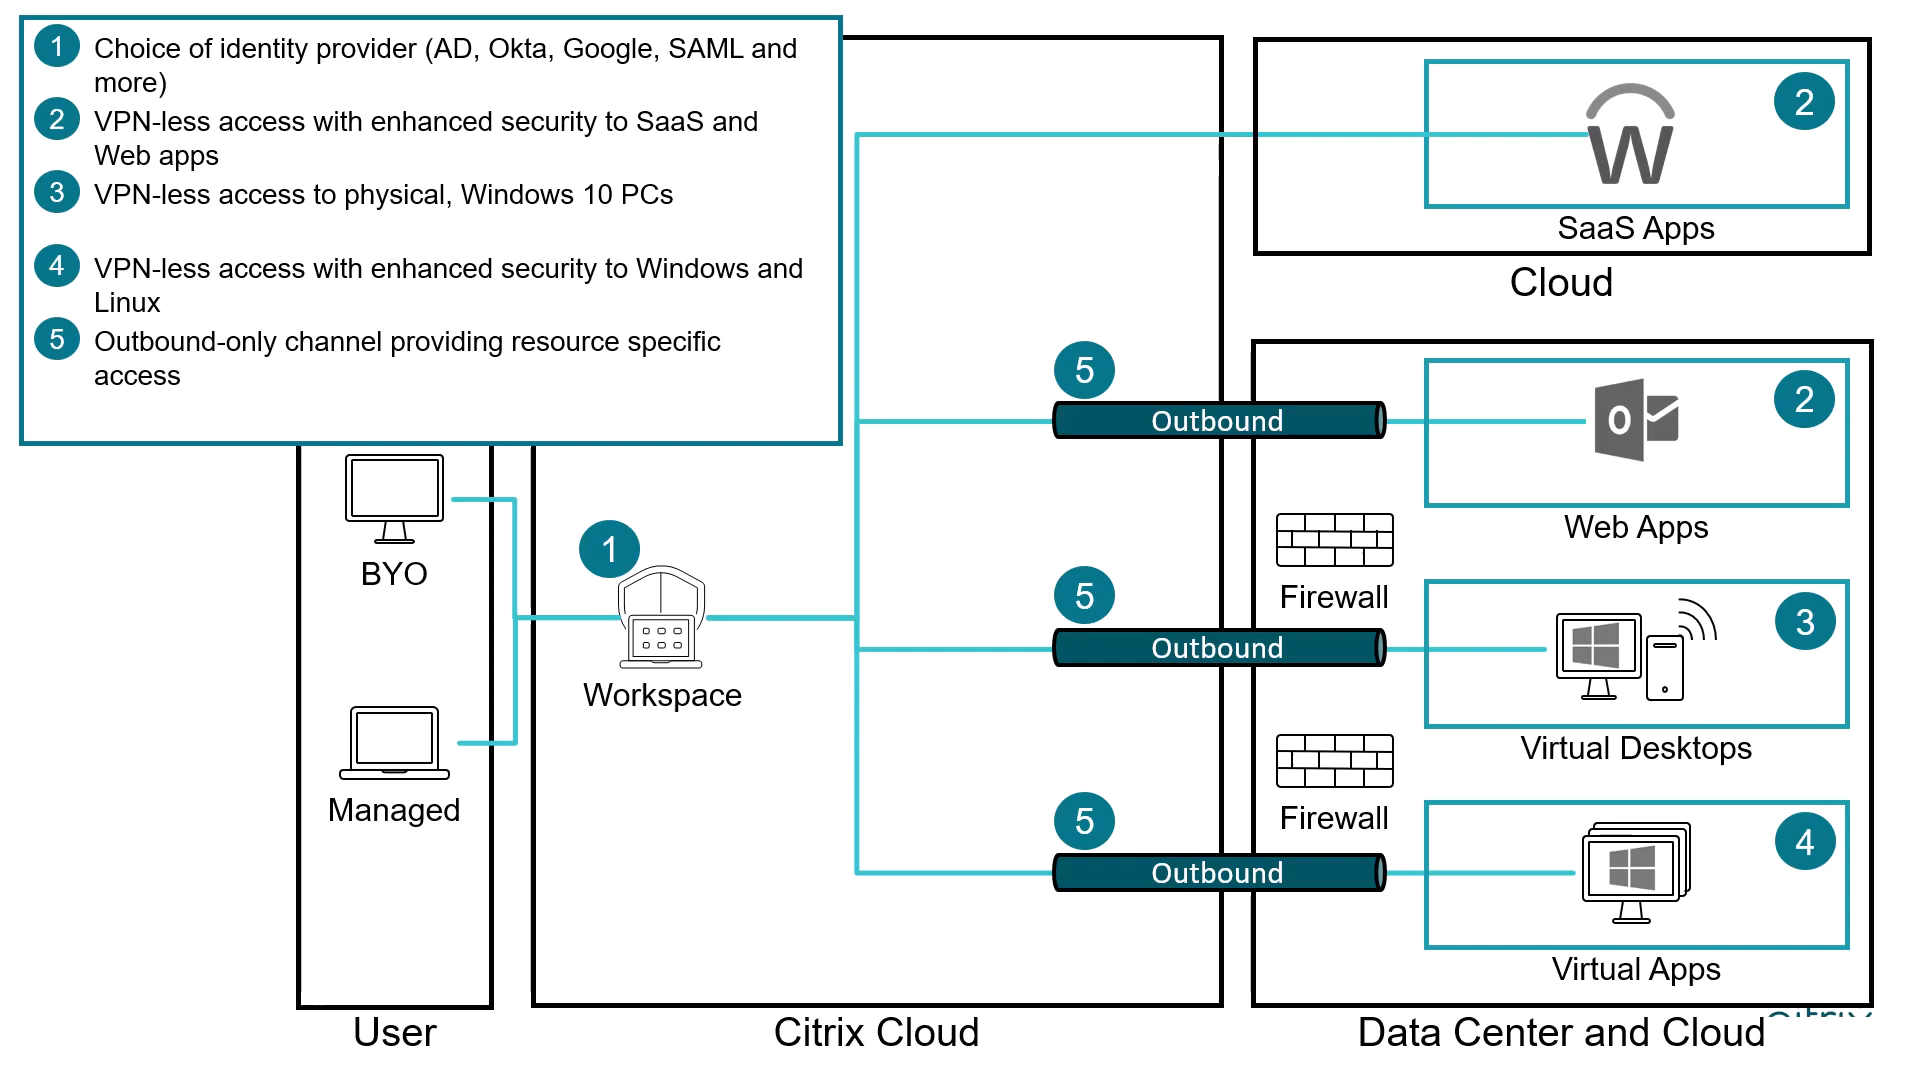 1 Choice of identity provider (AD, Okta, Google, SAML and
more)
2 VPN-less access with enhanced security to SaaS and
Web apps
3 VPN-less access to physical, Windows 10 PCs
4 VPN-less access with enhanced security to Windows and
Linux
5 Outbound-only channel providing resource specific
access
2
W
SaaS Apps
Cloud
5
Outbound
2
O
Web Apps
BYO
1
Workspace
Managed
Firewall
5
Outbound
3
Virtual Desktops
Firewall
5
Outbound
4
Virtual Apps
User
Citrix Cloud
Data Center and Cloud